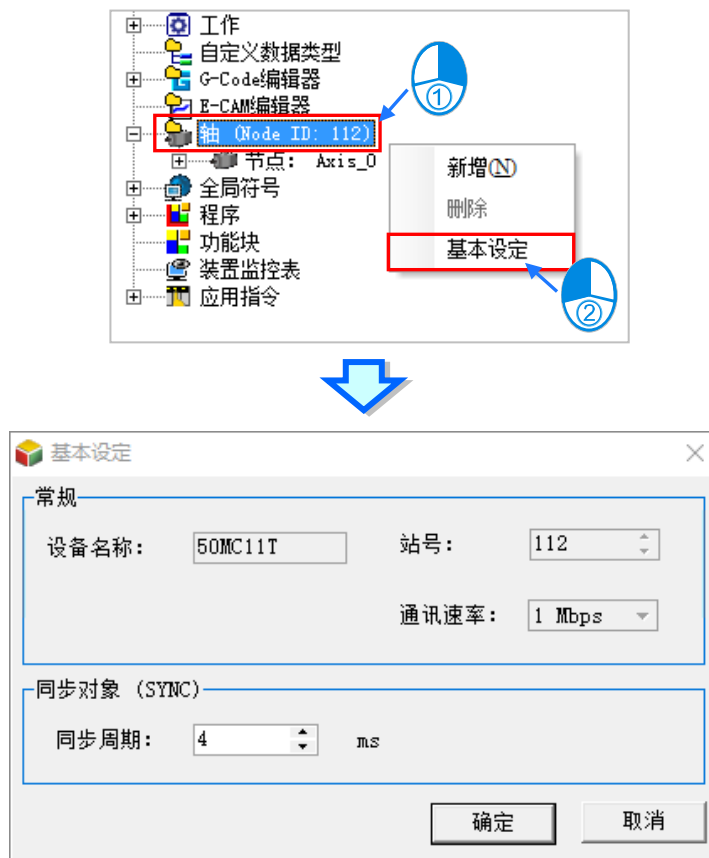 工作
自定义数据类型
G-Code编辑器
①
E-CAM编辑器
轴 (Node ID: 112)
节点: Axis_0
新增(N)
全局符号
删除
程序
功能块
基本设定
装置监控表
应用指令
②
基本设定
常规
设备名称: 50MC11T 站号: 112
通讯速率: 1 Mbps
同步对象 (SYNC)
同步周期: 4 ms
确定 取消